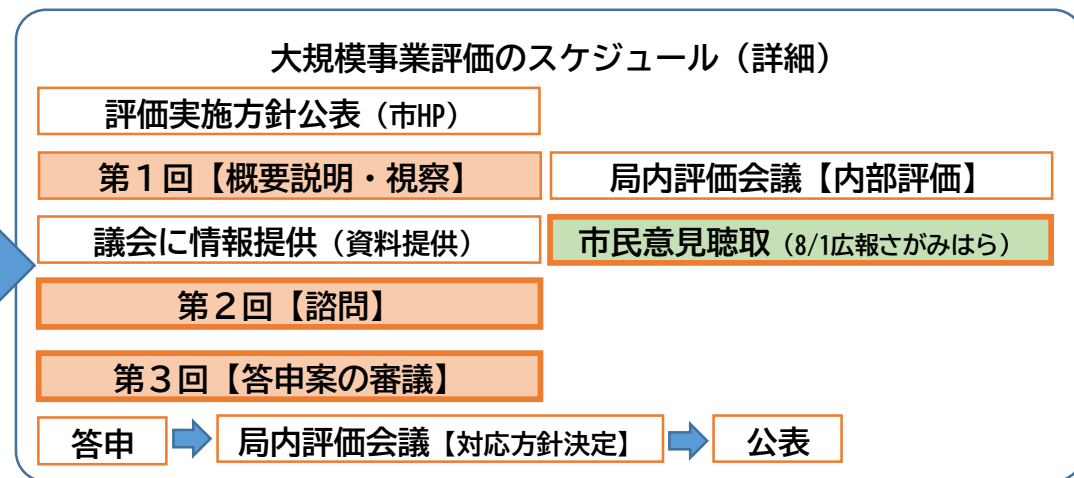 大規模事業評価のスケジュール（詳細）
評価実施方針公表（市HP）
第１回【概要説明・視察】
局内評価会議【内部評価】
議会に情報提供（資料提供）
市民意見聴取（8/1広報さがみはら）
第２回【諮問】
第３回【答申案の審議】
答申
局内評価会議【対応方針決定】
公表